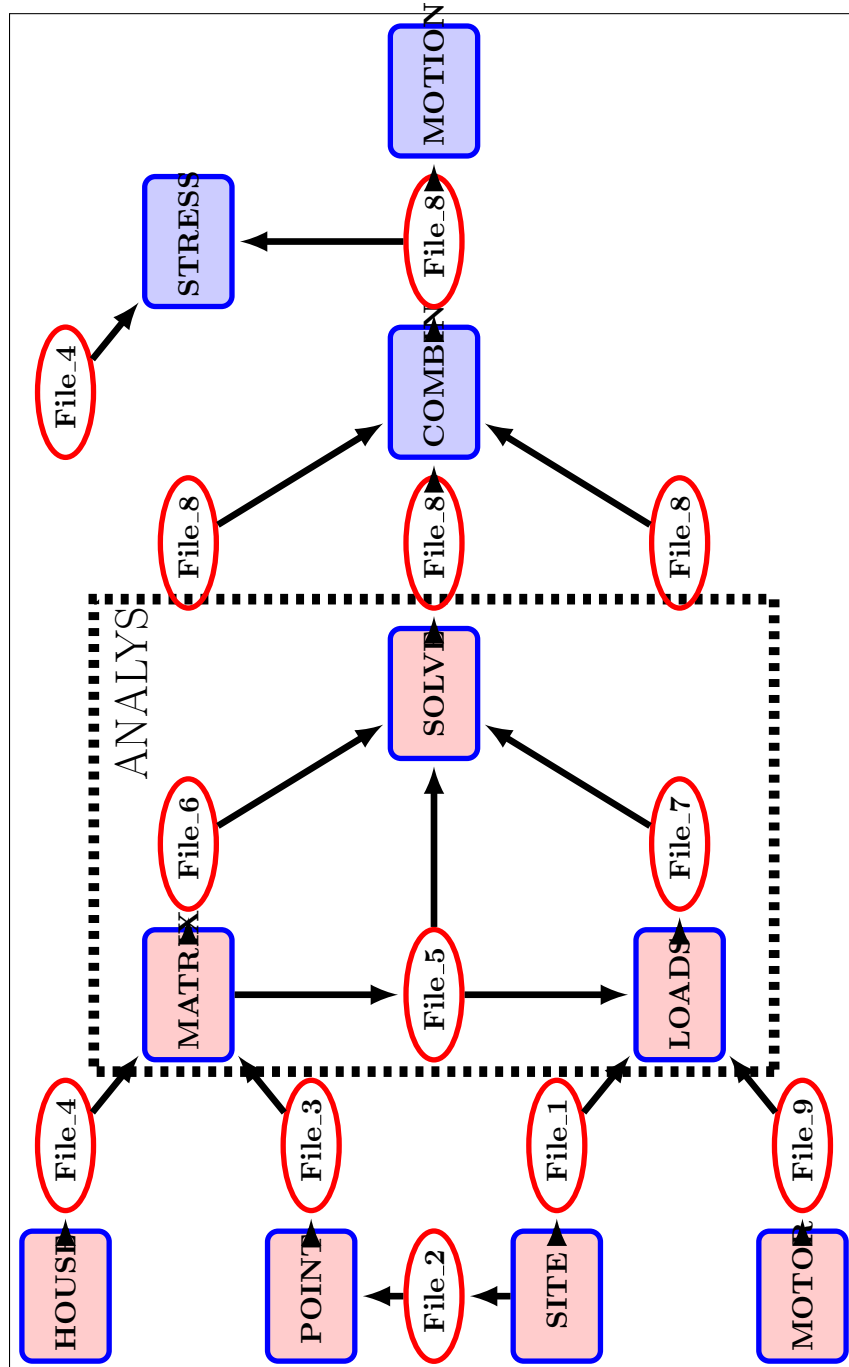 HOUSE
File_4
File_4
ANALYS
MATRIX
File_6
File_8
STRESS
POINT
File_3
File_2
File_5
SOLVE
File_8
COMBIN
File_8
MOTION
SITE
File_1
LOADS
File_7
File_8
MOTOR
File_9